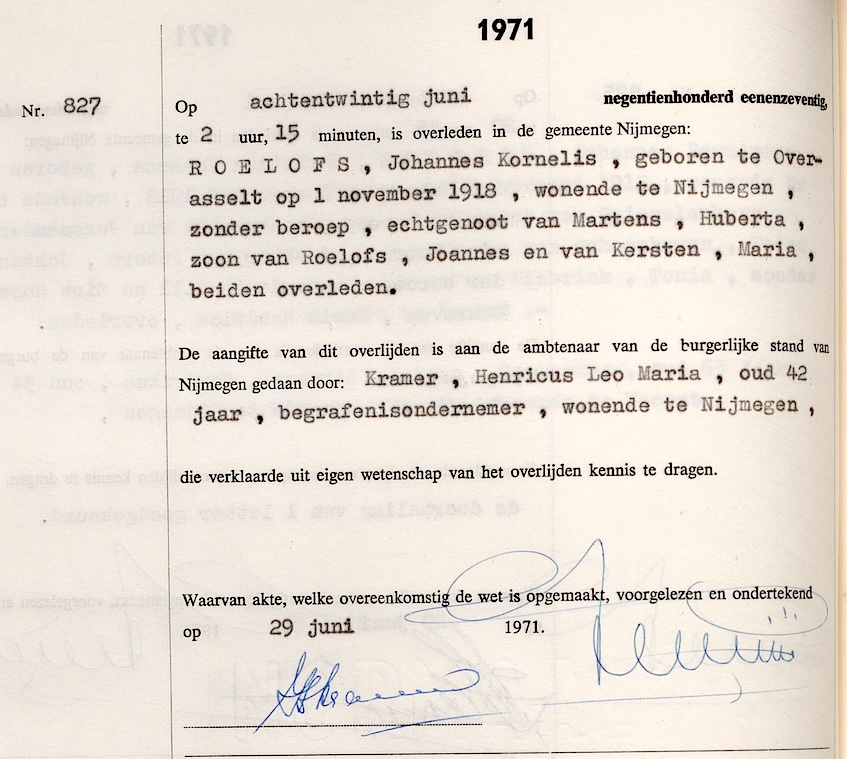 1971
Nr. 827
Op achtentwintig juni negentienhonderd eenenzeventig,
te 2 uur, 15 minuten, is overleden in de gemeente Nijmegen:
R O E L O F S , Johannes Kornelis , geboren te Over-
asselt op 1 november 1918 , wonende te Nijmegen ,
zonder beroep , echtgenoot van Martens , Huberta ,
zoon van Roelofs , Joannes en van Kersten , Maria ,
beiden overleden.
De aangifte van dit overlijden is aan de ambtenaar van de burgerlijke stand van
Nijmegen gedaan door: Kramer , Henricus Leo Maria , oud 42
jaar , begrafenisondernemer , wonende te Nijmegen ,
die verklaarde uit eigen wetenschap van het overlijden kennis te dragen.
Waarvan akte, welke overeenkomstig de wet is opgemaakt, voorgelezen en ondertekend
op 29 juni 1971.